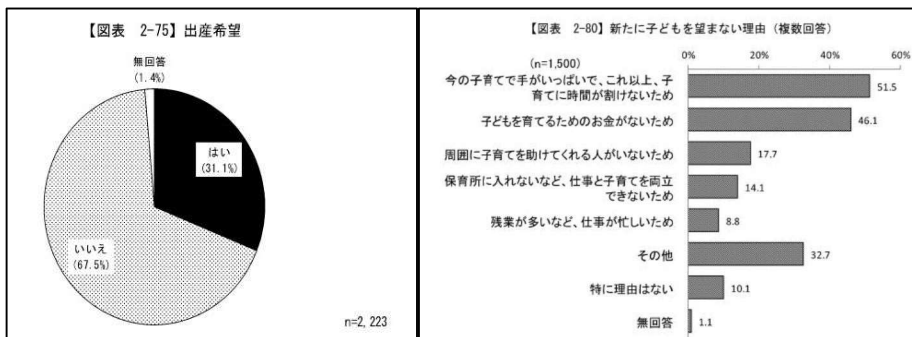 【図表 2-75】出産希望
無回答
(1.4%)
はい
(31.1%)
いいえ
(67.5%)
n=2,223
【図表 2-80】新たに子どもを望まない理由（複数回答）
0%
20%
40%
60%
(n=1,500)
今の子育てで手がいっぱいで、これ以上、子
育てに時間が割けないため
51.5
子どもを育てるためのお金がないため
46.1
周囲に子育てを助けてくれる人がいないため
17.7
保育所に入れないなど、仕事と子育てを両立
できないため
14.1
残業が多いなど、仕事が忙しいため
8.8
その他
32.7
特に理由はない
10.1
無回答
1.1